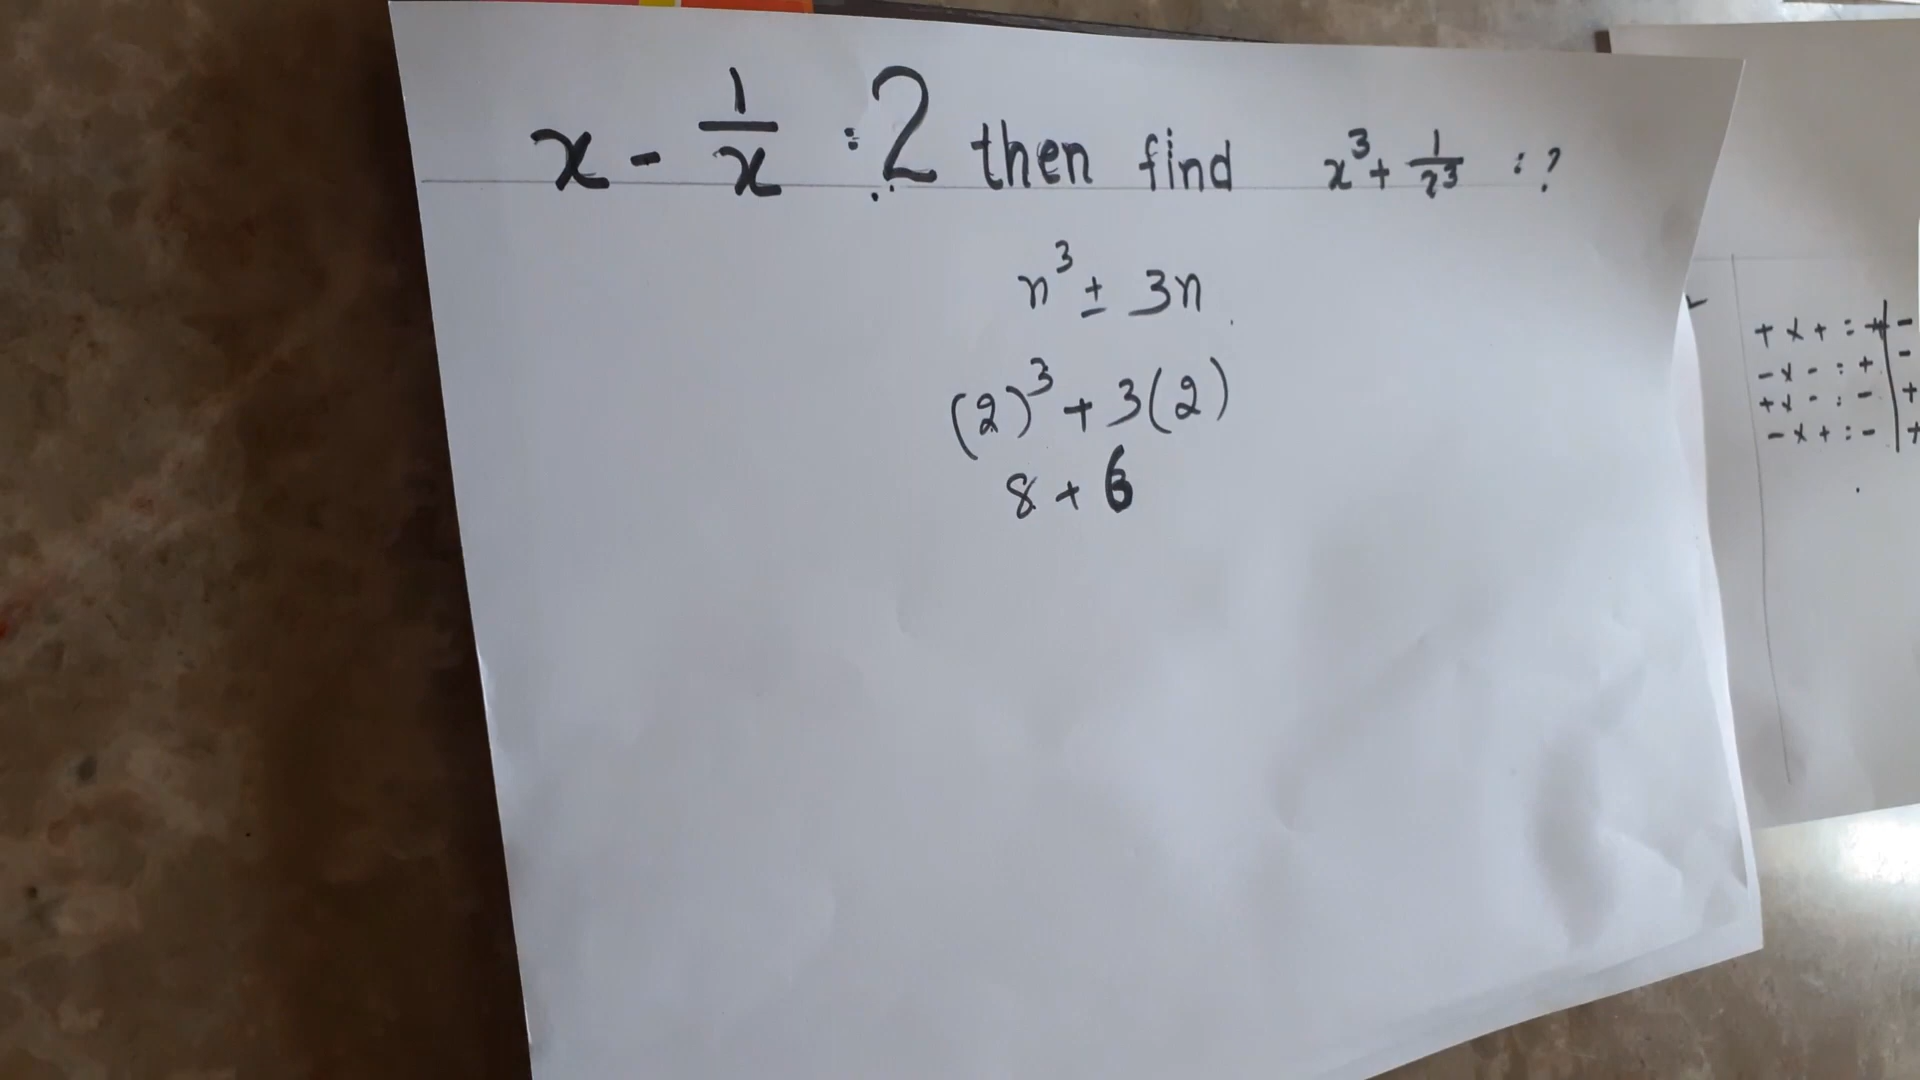 x - 1/x : 2 then find x³ + 1/x³ : ?
n³ ± 3n
(2)³ + 3(2)
8 + 6
+ x + : + -
- x - : + -
+ x - : - +
- x + : - +